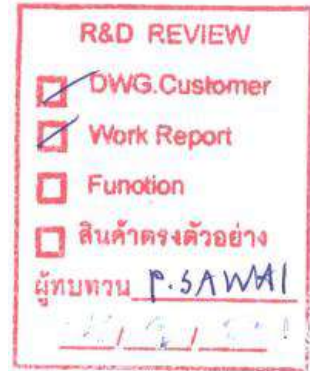 R&D REVIEW
DWG.Customer
Work Report
Function
สินค้าตรงตัวอย่าง
ผู้ทบทวน P.SAWAI